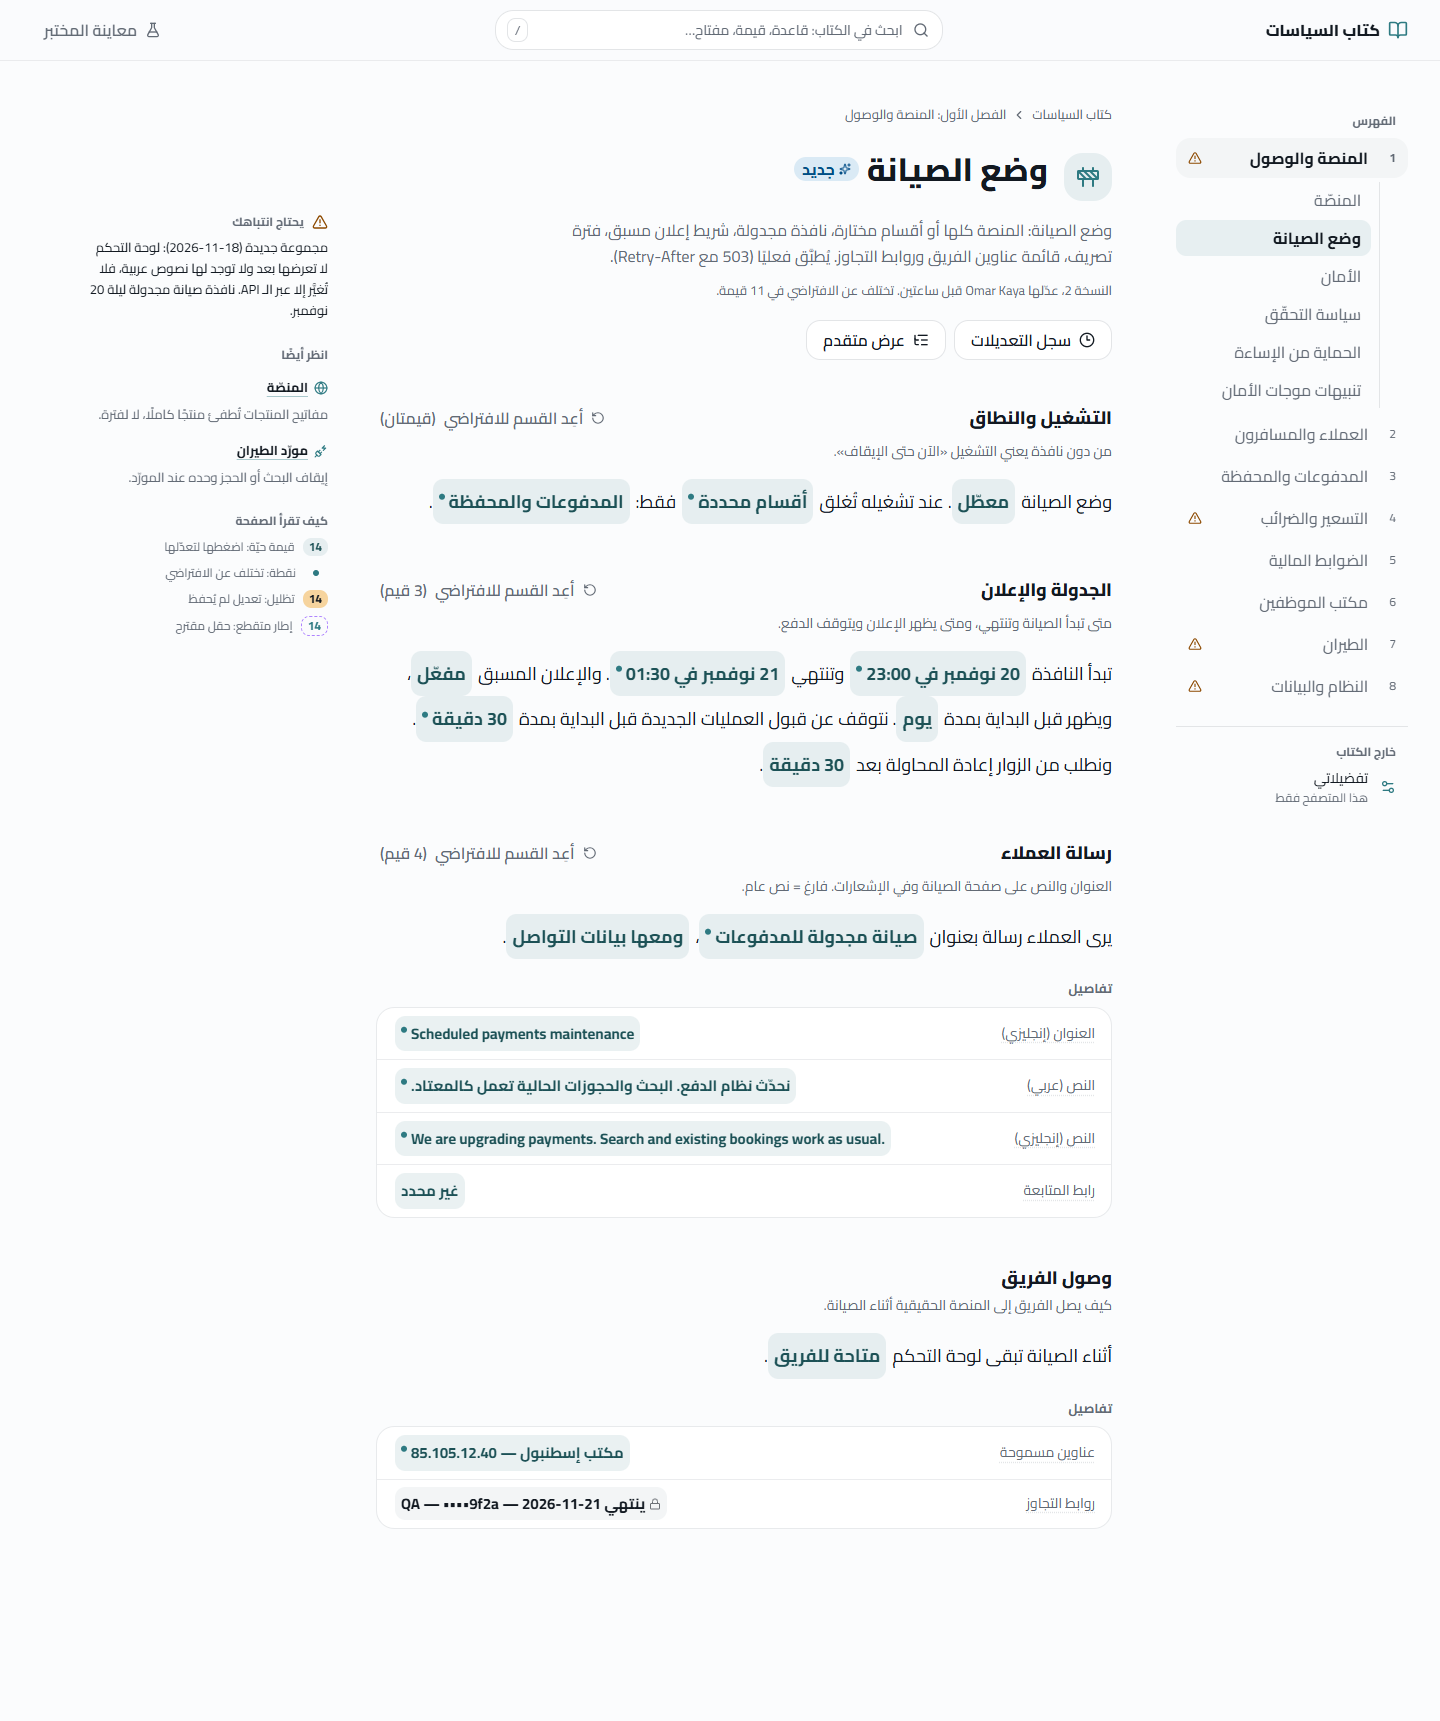 كتاب السياسات
ابحث في الكتاب: قاعدة، قيمة، مفتاح...
/
معاينة المختبر
الفهرس
1 المنصة والوصول
المنصّة
وضع الصيانة
الأمان
سياسة التحقّق
الحماية من الإساءة
تنبيهات موجات الأمان
2 العملاء والمسافرون
3 المدفوعات والمحفظة
4 التسعير والضرائب
5 الضوابط المالية
6 مكتب الموظفين
7 الطيران
8 النظام والبيانات
خارج الكتاب
تفضيلاتي
هذا المتصفح فقط
كتاب السياسات › الفصل الأول: المنصة والوصول
وضع الصيانة جديد
وضع الصيانة: المنصة كلها أو أقسام مختارة، نافذة مجدولة، شريط إعلان مسبق، فترة
تصريف، قائمة عناوين الفريق وروابط التجاوز. يُطبَّق فعليًا (503 مع Retry-After).
النسخة 2، عدّلها Omar Kaya قبل ساعتين. تختلف عن الافتراضي في 11 قيمة.
سجل التعديلات
عرض متقدم
التشغيل والنطاق
أعِد القسم للافتراضي (قيمتان)
من دون نافذة يعني التشغيل «الآن حتى الإيقاف».
وضع الصيانة معطّل. عند تشغيله تُغلق أقسام محددة فقط: المدفوعات والمحفظة.
الجدولة والإعلان
أعِد القسم للافتراضي (3 قيم)
متى تبدأ الصيانة وتنتهي، ومتى يظهر الإعلان ويتوقف الدفع.
تبدأ النافذة 20 نوفمبر في 23:00 وتنتهي 21 نوفمبر في 01:30. والإعلان المسبق مفعّل،
ويظهر قبل البداية بمدة يوم. نتوقف عن قبول العمليات الجديدة قبل البداية بمدة 30 دقيقة.
ونطلب من الزوار إعادة المحاولة بعد 30 دقيقة.
رسالة العملاء
أعِد القسم للافتراضي (4 قيم)
العنوان والنص على صفحة الصيانة وفي الإشعارات. فارغ = نص عام.
يرى العملاء رسالة بعنوان صيانة مجدولة للمدفوعات، ومعها بيانات التواصل.
تفاصيل
العنوان (إنجليزي) Scheduled payments maintenance
النص (عربي) نحدّث نظام الدفع. البحث والحجوزات الحالية تعمل كالمعتاد.
النص (إنجليزي) We are upgrading payments. Search and existing bookings work as usual.
رابط المتابعة غير محدد
وصول الفريق
كيف يصل الفريق إلى المنصة الحقيقية أثناء الصيانة.
أثناء الصيانة تبقى لوحة التحكم متاحة للفريق.
تفاصيل
عناوين مسموحة مكتب إسطنبول — 85.105.12.40
روابط التجاوز QA — ••••9f2a — ينتهي 2026-11-21
يحتاج انتباهك
مجموعة جديدة (18-11-2026): لوحة التحكم
لا تعرضها بعد ولا توجد لها نصوص عربية، فلا
تُغيَّر إلا عبر الـ API. نافذة صيانة مجدولة ليلة 20
نوفمبر.
انظر أيضًا
المنصّة
مفاتيح المنتجات تُطفئ منتجًا كاملًا، لا لفترة.
مورّد الطيران
إيقاف البحث أو الحجز وحده عند المورّد.
كيف تقرأ الصفحة
14 قيمة حيّة: اضغطها لتعدّلها
نقطة: تختلف عن الافتراضي
14 تظليل: تعديل لم يُحفظ
14 إطار متقطع: حقل مقترح